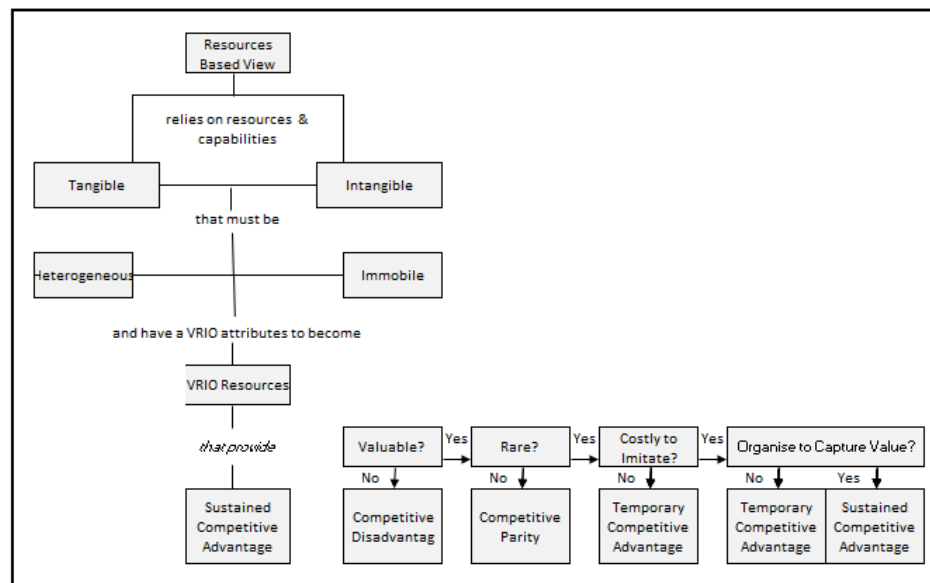 Resources
Based View
relies on resources &
capabilities
Tangible
Intangible
that must be
Heterogeneous
Immobile
and have a VRIO attributes to become
VRIO Resources
that provide
Sustained
Competitive
Advantage
Valuable?
Yes
Rare?
Yes
Costly to
Imitate?
Yes
Organise to Capture Value?
No
No
No
No
Yes
Competitive
Disadvantag
Competitive
Parity
Temporary
Competitive
Advantage
Temporary
Competitive
Advantage
Sustained
Competitive
Advantage